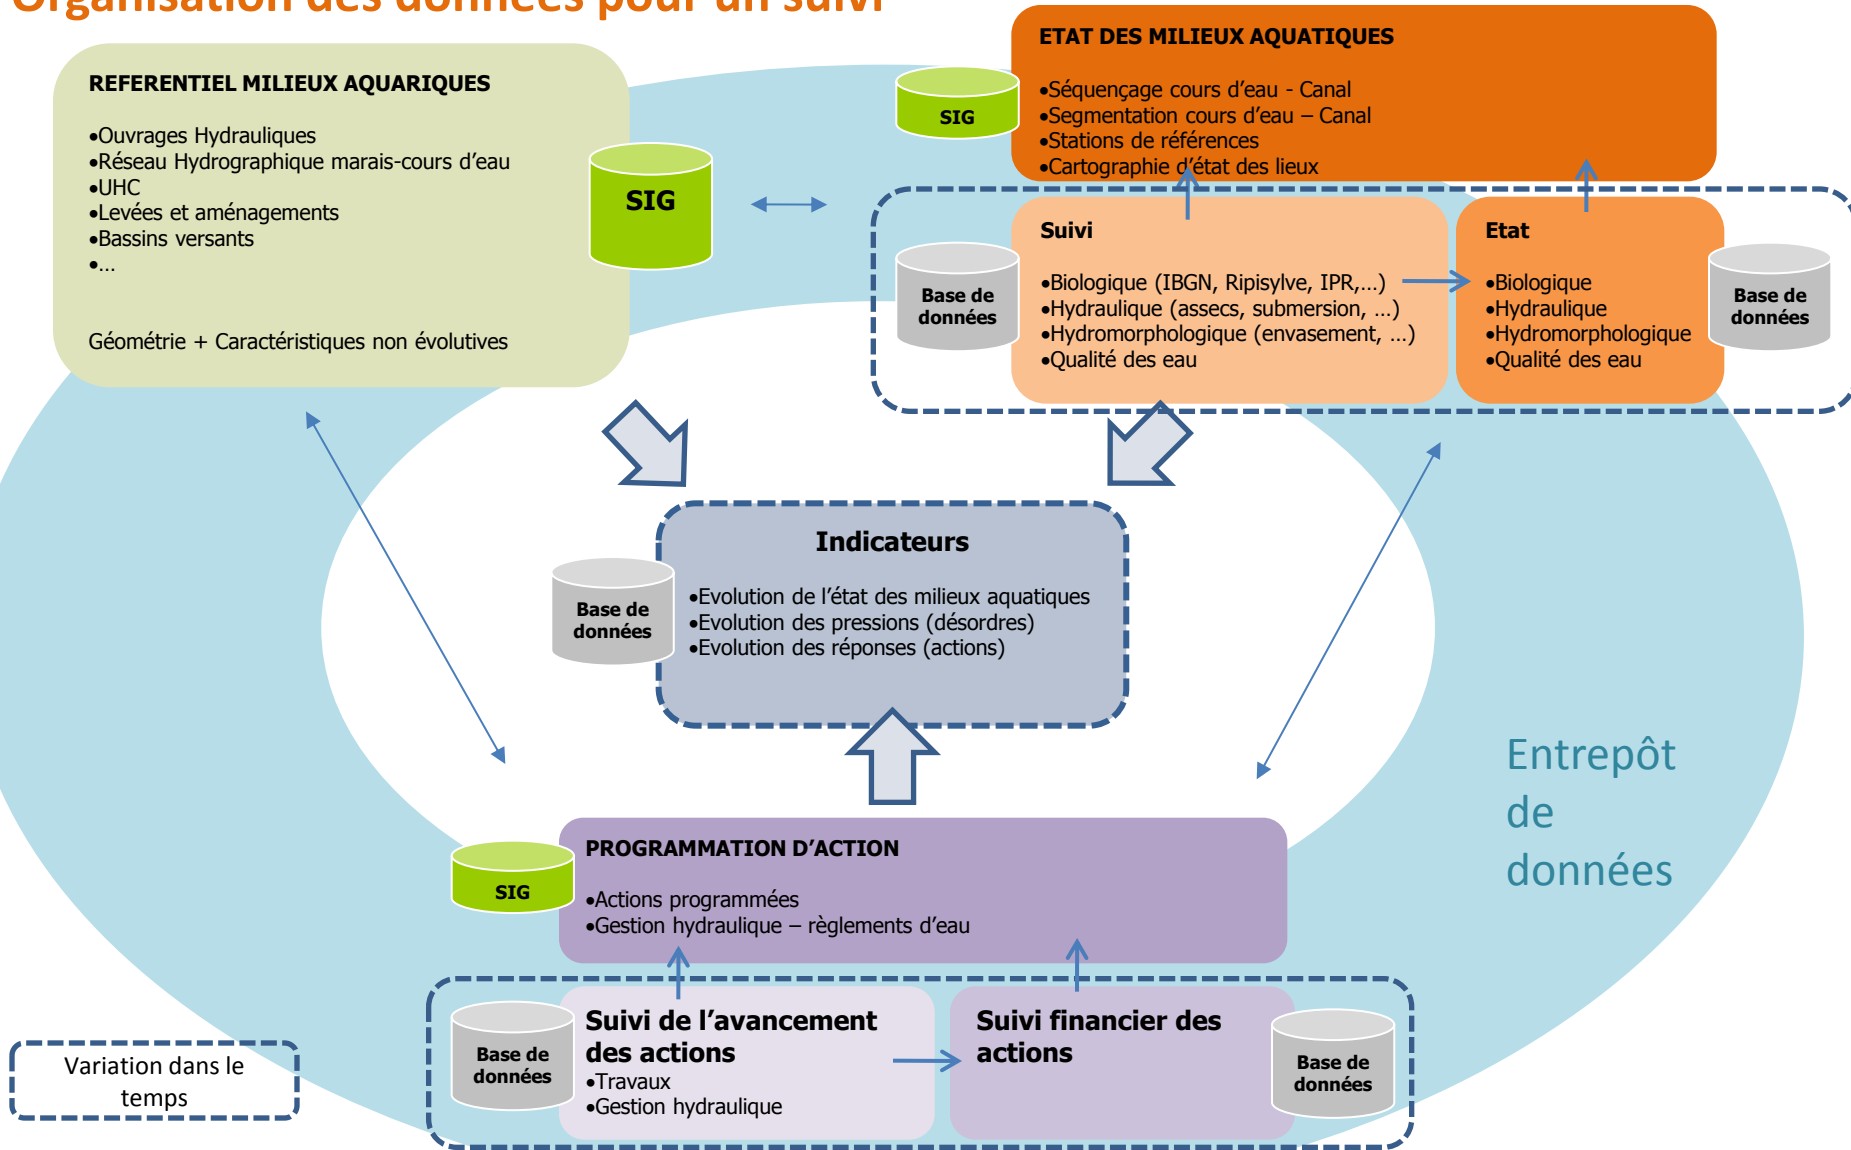 Organisation des données pour un suivi
REFERENTIEL MILIEUX AQUARIQUES
•Ouvrages Hydrauliques
•Réseau Hydrographique marais-cours d’eau
•UHC
•Levées et aménagements
•Bassins versants
•…
Géométrie + Caractéristiques non évolutives
SIG
ETAT DES MILIEUX AQUATIQUES
•Séquençage cours d’eau - Canal
•Segmentation cours d’eau – Canal
•Stations de références
•Cartographie d’état des lieux
SIG
Suivi
•Biologique (IBGN, Ripisylve, IPR,…)
•Hydraulique (assecs, submersion, …)
•Hydromorphologique (envasement, …)
•Qualité des eau
Base de
données
Etat
•Biologique
•Hydraulique
•Hydromorphologique
•Qualité des eau
Base de
données
Indicateurs
•Evolution de l’état des milieux aquatiques
•Evolution des pressions (désordres)
•Evolution des réponses (actions)
Base de
données
Entrepôt
de
données
PROGRAMMATION D’ACTION
•Actions programmées
•Gestion hydraulique – règlements d’eau
SIG
Suivi de l’avancement
des actions
•Travaux
•Gestion hydraulique
Base de
données
Suivi financier des
actions
Base de
données
Variation dans le
temps